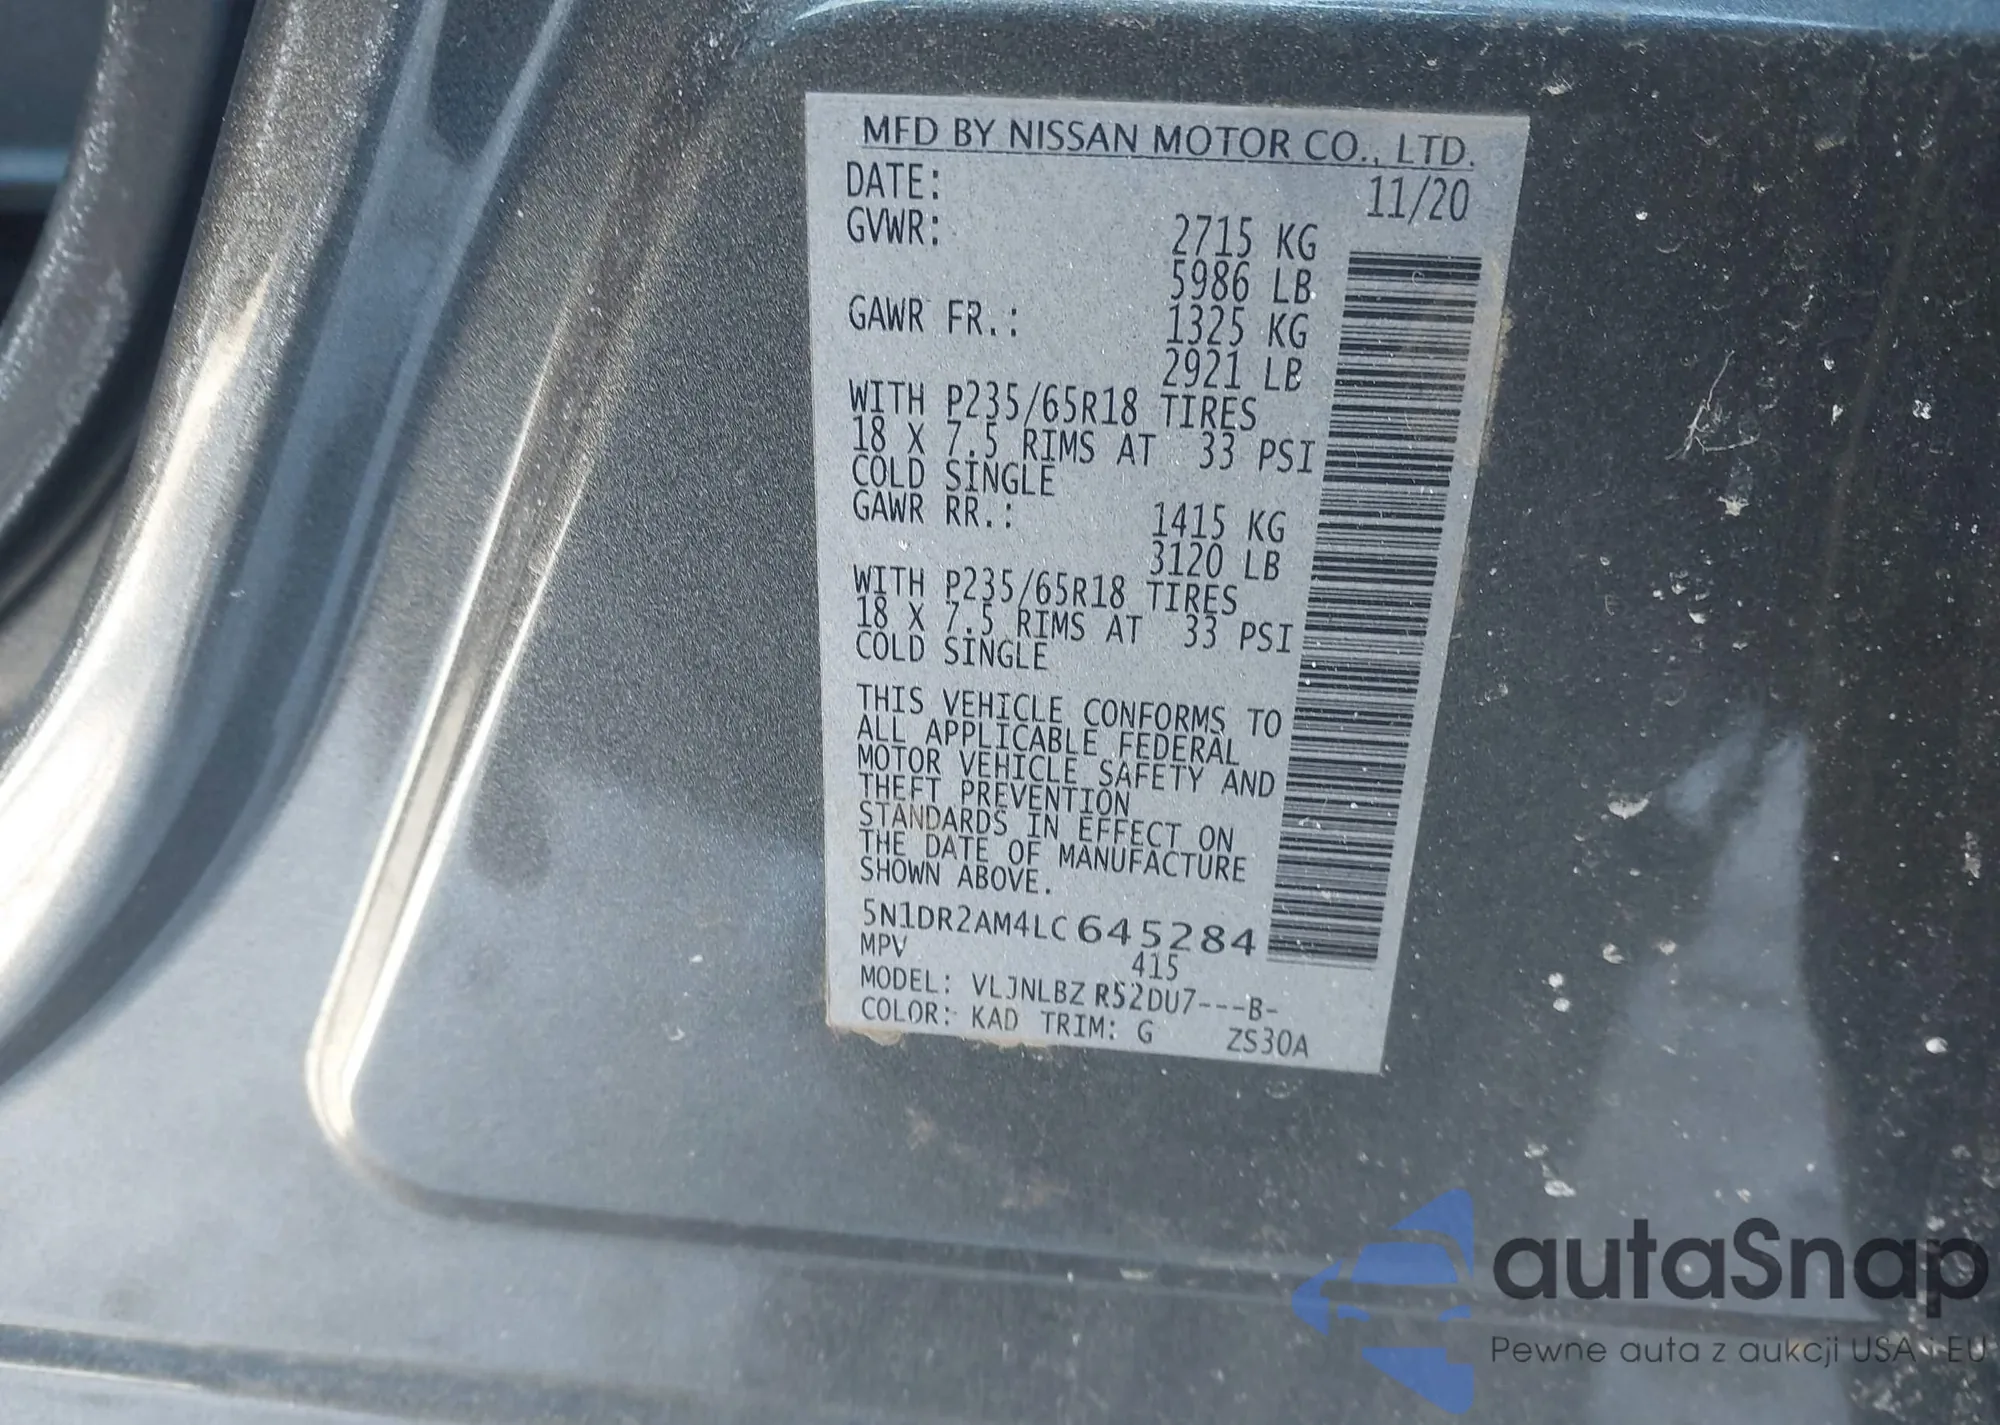 MFD BY NISSAN MOTOR CO., LTD.
DATE: 11/20
GVWR: 2715 KG
5986 LB
GAWR FR.: 1325 KG
2921 LB
WITH P235/65R18 TIRES
18 X 7.5 RIMS AT 33 PSI
COLD SINGLE
GAWR RR.: 1415 KG
3120 LB
WITH P235/65R18 TIRES
18 X 7.5 RIMS AT 33 PSI
COLD SINGLE
THIS VEHICLE CONFORMS TO
ALL APPLICABLE FEDERAL
MOTOR VEHICLE SAFETY AND
THEFT PREVENTION
STANDARDS IN EFFECT ON
THE DATE OF MANUFACTURE
SHOWN ABOVE.
5N1DR2AM4LC645284
MPV 415
MODEL: VLJNLBZ R52DU7---B-
COLOR: KAD TRIM: G ZS30A
autaSnap
Pewne auta z aukcji USA i EU